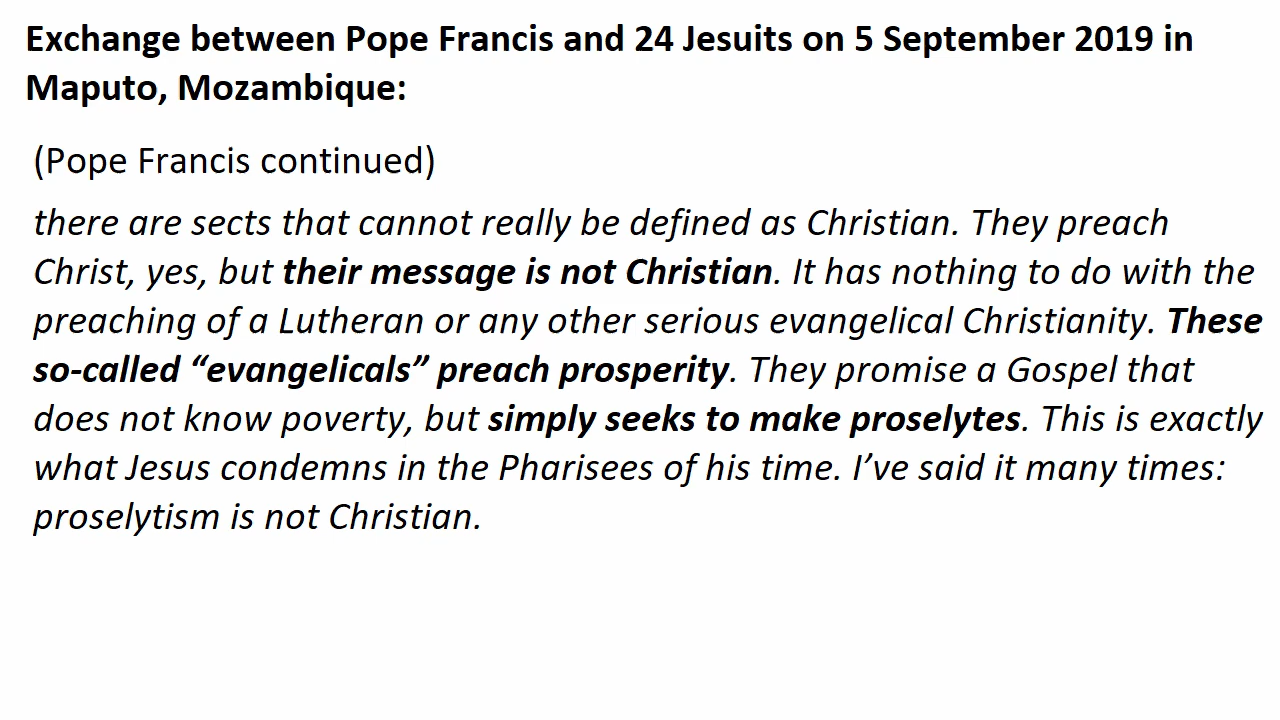 Exchange between Pope Francis and 24 Jesuits on 5 September 2019 in
Maputo, Mozambique:
(Pope Francis continued)
there are sects that cannot really be defined as Christian. They preach
Christ, yes, but their message is not Christian. It has nothing to do with the
preaching of a Lutheran or any other serious evangelical Christianity. These
so-called “evangelicals” preach prosperity. They promise a Gospel that
does not know poverty, but simply seeks to make proselytes. This is exactly
what Jesus condemns in the Pharisees of his time. I’ve said it many times:
proselytism is not Christian.